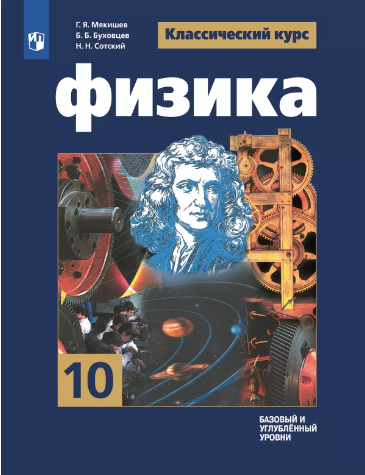 Г. Я. Мякишев
Б. Б. Буховцев
Н. Н. Сотский
Классический курс
физика
10
БАЗОВЫЙ И
УГЛУБЛЁННЫЙ
УРОВНИ